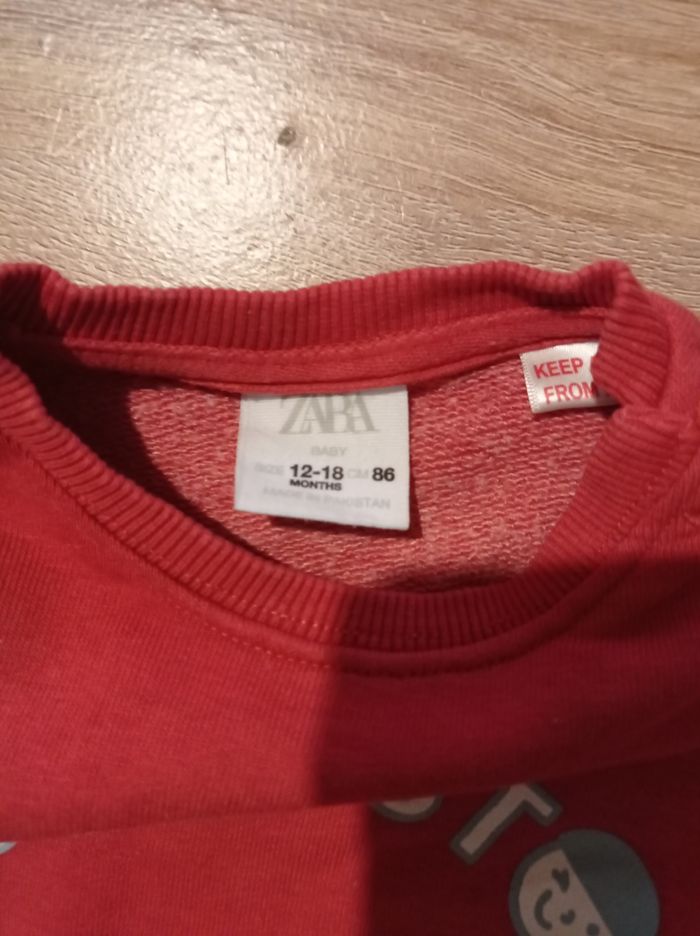 ZARA
BABY
SIZE 12-18 CM 86
MONTHS
MADE IN PAKISTAN
KEEP
FROM